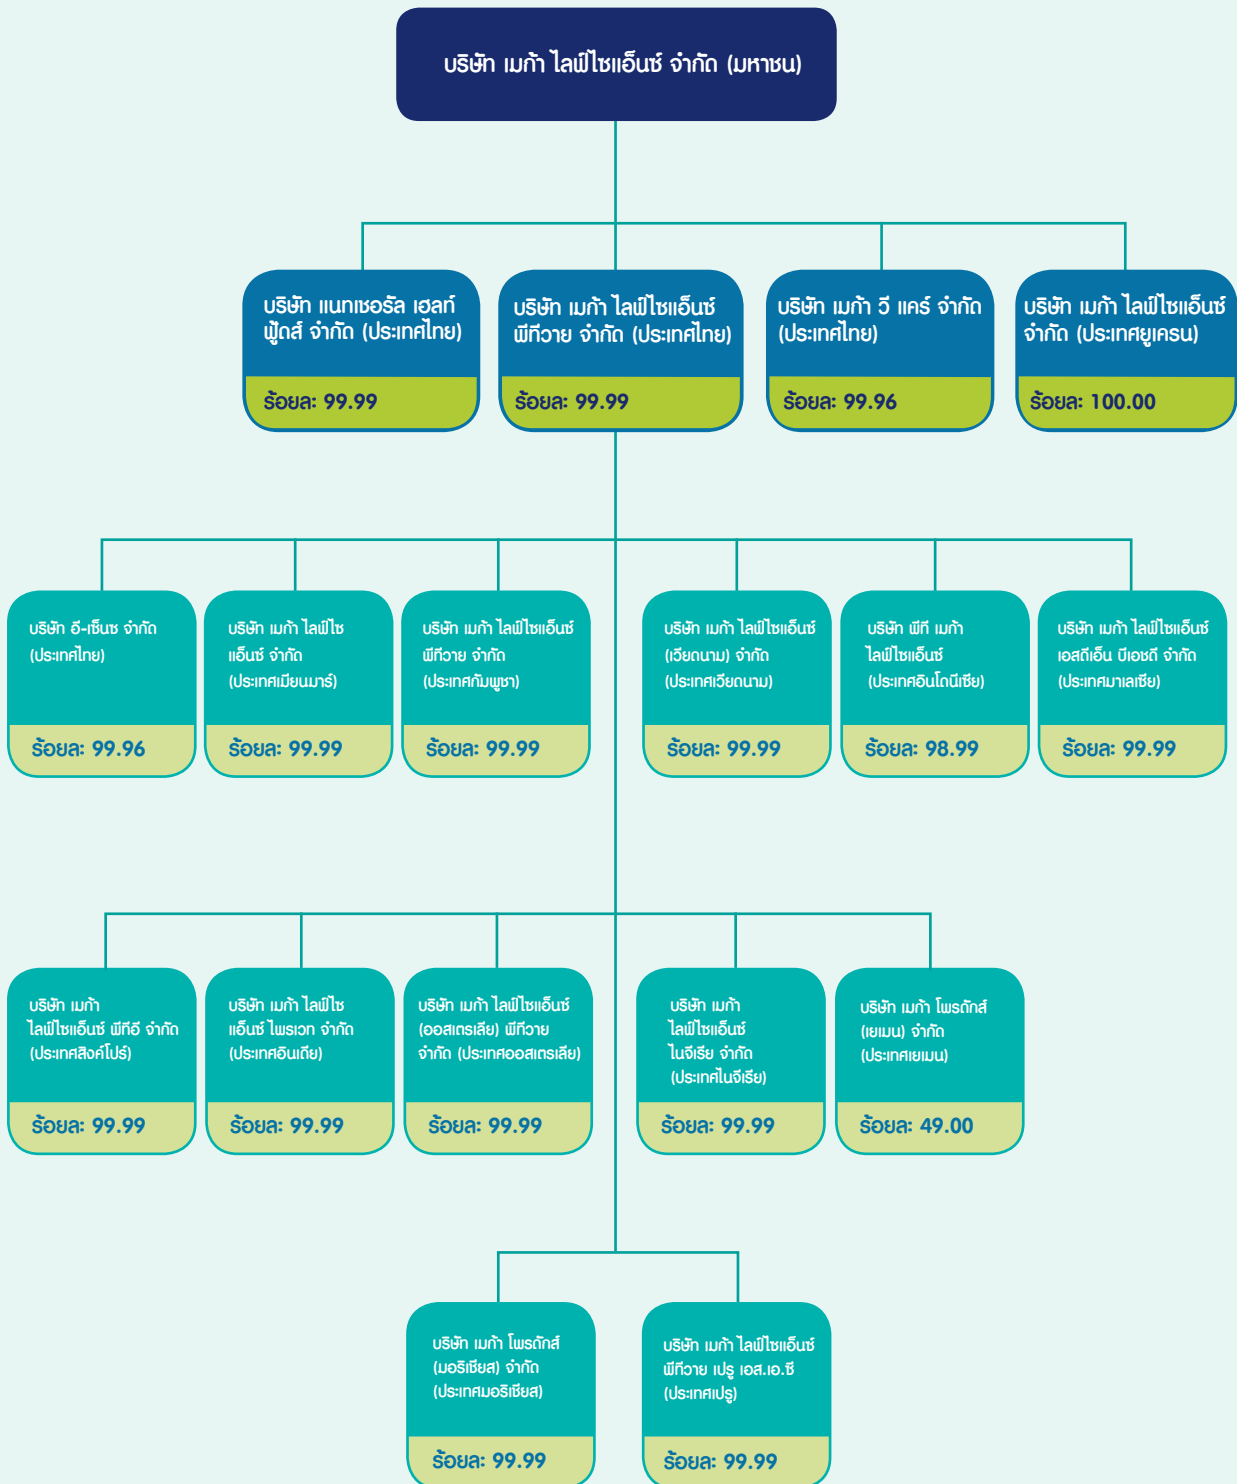 บริษัท เมก้า ไลฟ์ไซแอ็นซ์ จำกัด (มหาชน)
บริษัท แนทเชอรัล เฮลท์
ฟู้ดส์ จำกัด (ประเทศไทย)
ร้อยละ 99.99
บริษัท เมก้า ไลฟ์ไซแอ็นซ์
พีทีวาย จำกัด (ประเทศไทย)
ร้อยละ 99.99
บริษัท เมก้า วี แคร์ จำกัด
(ประเทศไทย)
ร้อยละ 99.96
บริษัท เมก้า ไลฟ์ไซแอ็นซ์
จำกัด (ประเทศยูเครน)
ร้อยละ 100.00
บริษัท อี-เซ็นซ จำกัด
(ประเทศไทย)
ร้อยละ 99.96
บริษัท เมก้า ไลฟ์ไซ
แอ็นซ์ จำกัด
(ประเทศเมียนมาร์)
ร้อยละ 99.99
บริษัท เมก้า ไลฟ์ไซแอ็นซ์
พีทีวาย จำกัด
(ประเทศกัมพูชา)
ร้อยละ 99.99
บริษัท เมก้า ไลฟ์ไซแอ็นซ์
(เวียดนาม) จำกัด
(ประเทศเวียดนาม)
ร้อยละ 99.99
บริษัท พีที เมก้า
ไลฟ์ไซแอ็นซ์
(ประเทศอินโดนีเซีย)
ร้อยละ 98.99
บริษัท เมก้า ไลฟ์ไซแอ็นซ์
เอสดีเอ็น บีเอชดี จำกัด
(ประเทศมาเลเซีย)
ร้อยละ 99.99
บริษัท เมก้า
ไลฟ์ไซแอ็นซ์ พีทีอี จำกัด
(ประเทศสิงค์โปร์)
ร้อยละ 99.99
บริษัท เมก้า ไลฟ์ไซ
แอ็นซ์ ไพรเวท จำกัด
(ประเทศอินเดีย)
ร้อยละ 99.99
บริษัท เมก้า ไลฟ์ไซแอ็นซ์
(ออสเตรเลีย) พีทีวาย
จำกัด (ประเทศออสเตรเลีย)
ร้อยละ 99.99
บริษัท เมก้า
ไลฟ์ไซแอ็นซ์
ไนจีเรีย จำกัด
(ประเทศไนจีเรีย)
ร้อยละ 99.99
บริษัท เมก้า โพรดักส์
(เยเมน) จำกัด
(ประเทศเยเมน)
ร้อยละ 49.00
บริษัท เมก้า โพรดักส์
(มอริเชียส) จำกัด
(ประเทศมอริเชียส)
ร้อยละ 99.99
บริษัท เมก้า ไลฟ์ไซแอ็นซ์
พีทีวาย เปรู เอส.เอ.ซี
(ประเทศเปรู)
ร้อยละ 99.99